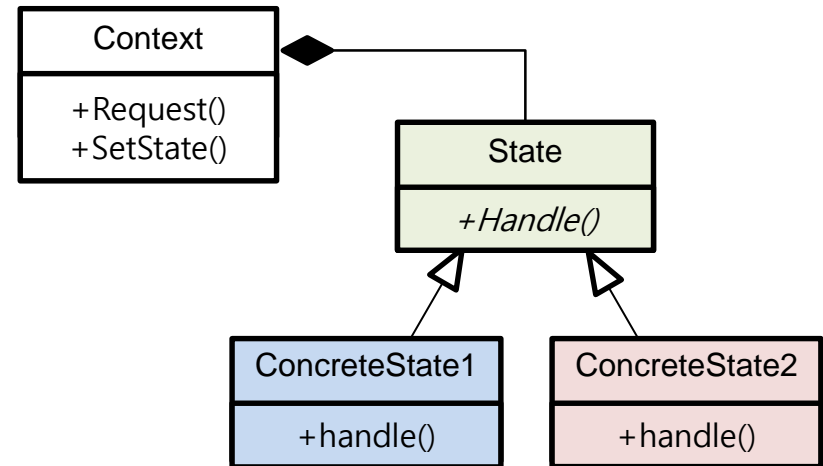 Context
+Request()
+SetState()
State
+Handle()
ConcreteState1
+handle()
ConcreteState2
+handle()